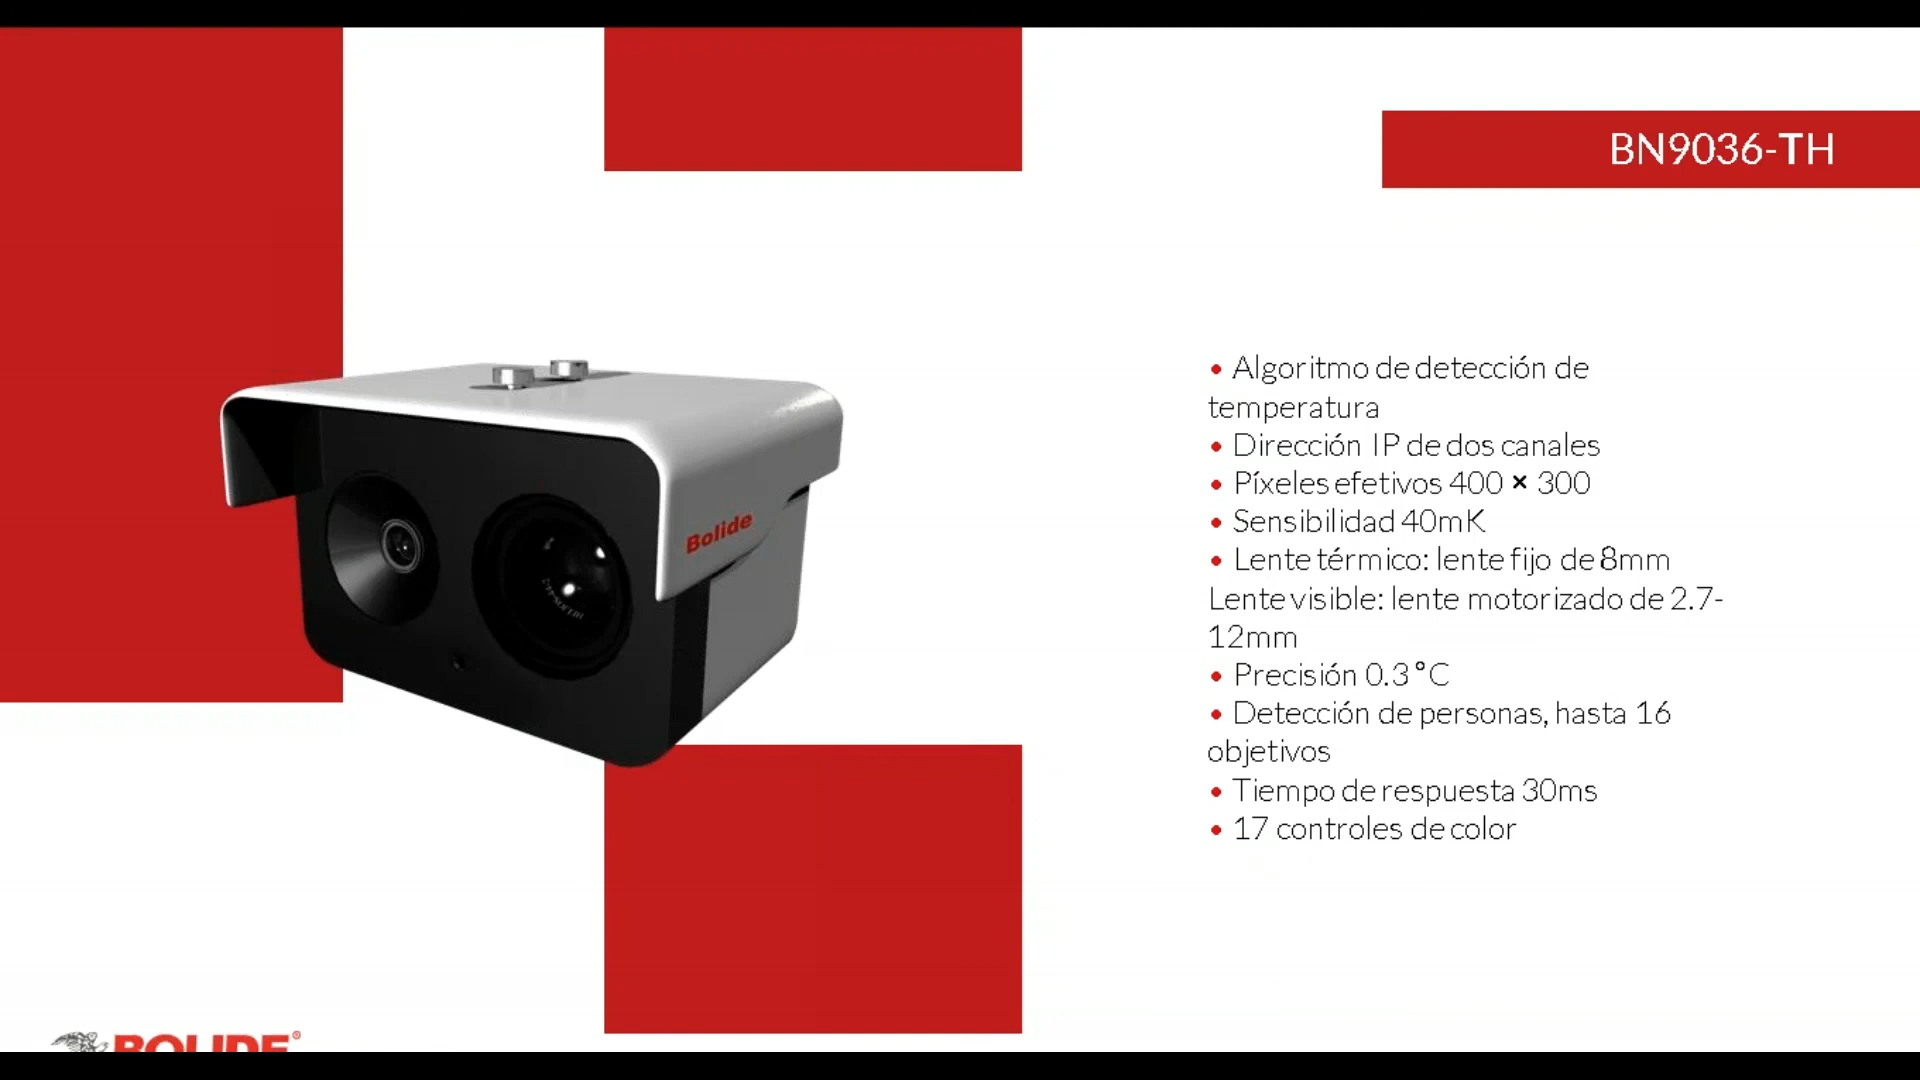 BN9036-TH
• Algoritmo de detección de
temperatura
• Dirección IP de dos canales
• Píxeles efetivos 400 × 300
• Sensibilidad 40mK
• Lente térmico: lente fijo de 8mm
Lente visible: lente motorizado de 2.7-
12mm
• Precisión 0.3°C
• Detección de personas, hasta 16
objetivos
• Tiempo de respuesta 30ms
• 17 controles de color
Bolide
BOLIDE®